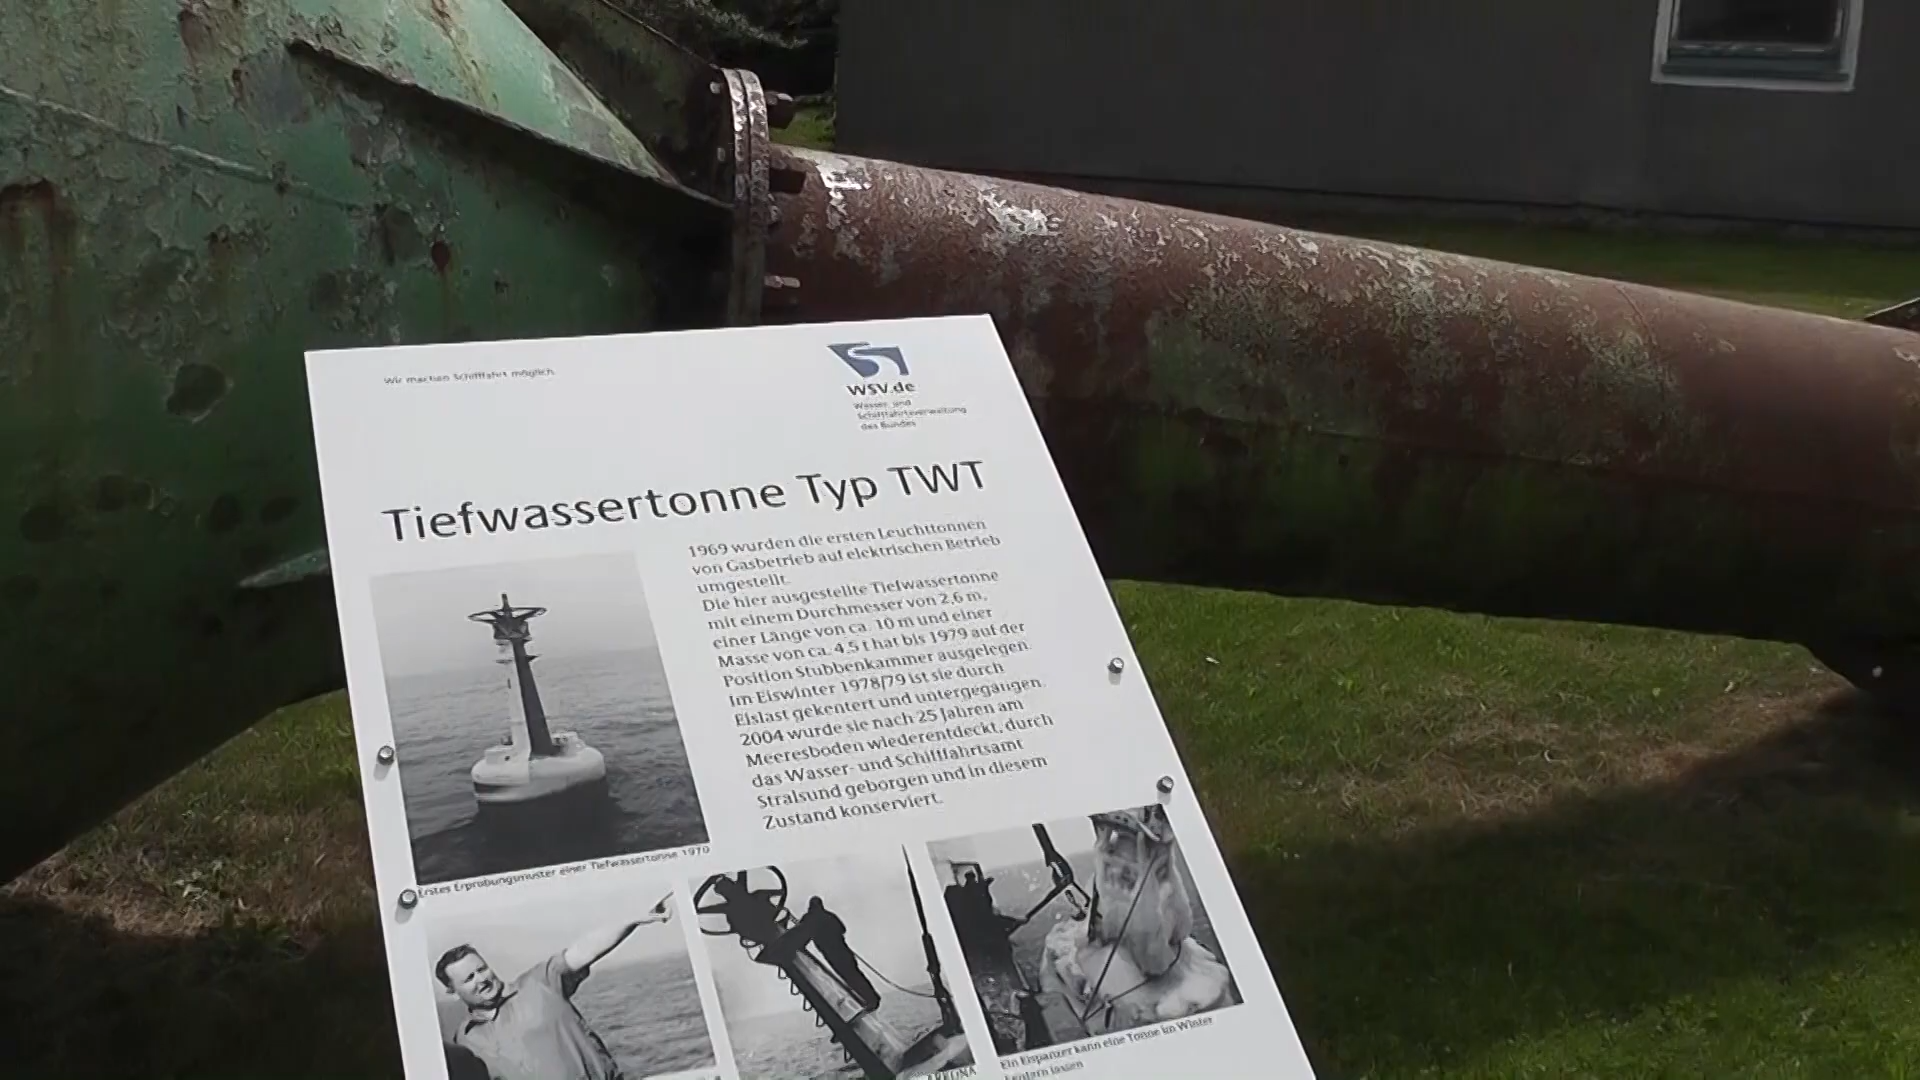 Wir machen Schifffahrt möglich.
WSV.de
Wasser- und
Schifffahrtsverwaltung
des Bundes
Tiefwassertonne Typ TWT
1969 wurden die ersten Leuchttonnen
von Gasbetrieb auf elektrischen Betrieb
umgestellt.
Die hier ausgestellte Tiefwassertonne
mit einem Durchmesser von 2,6 m,
einer Länge von ca. 10 m und einer
Masse von ca. 4,5 t hat bis 1979 auf der
Position Stubbenkammer ausgelegen.
Im Eiswinter 1978/79 ist sie durch
Eislast gekentert und untergegangen.
2004 wurde sie nach 25 Jahren am
Meeresboden wiederentdeckt, durch
das Wasser- und Schifffahrtsamt
Stralsund geborgen und in diesem
Zustand konserviert.
Erstes Erprobungsmuster einer Tiefwassertonne 1970
Ein Eispanzer kann eine Tonne im Winter
kentern lassen